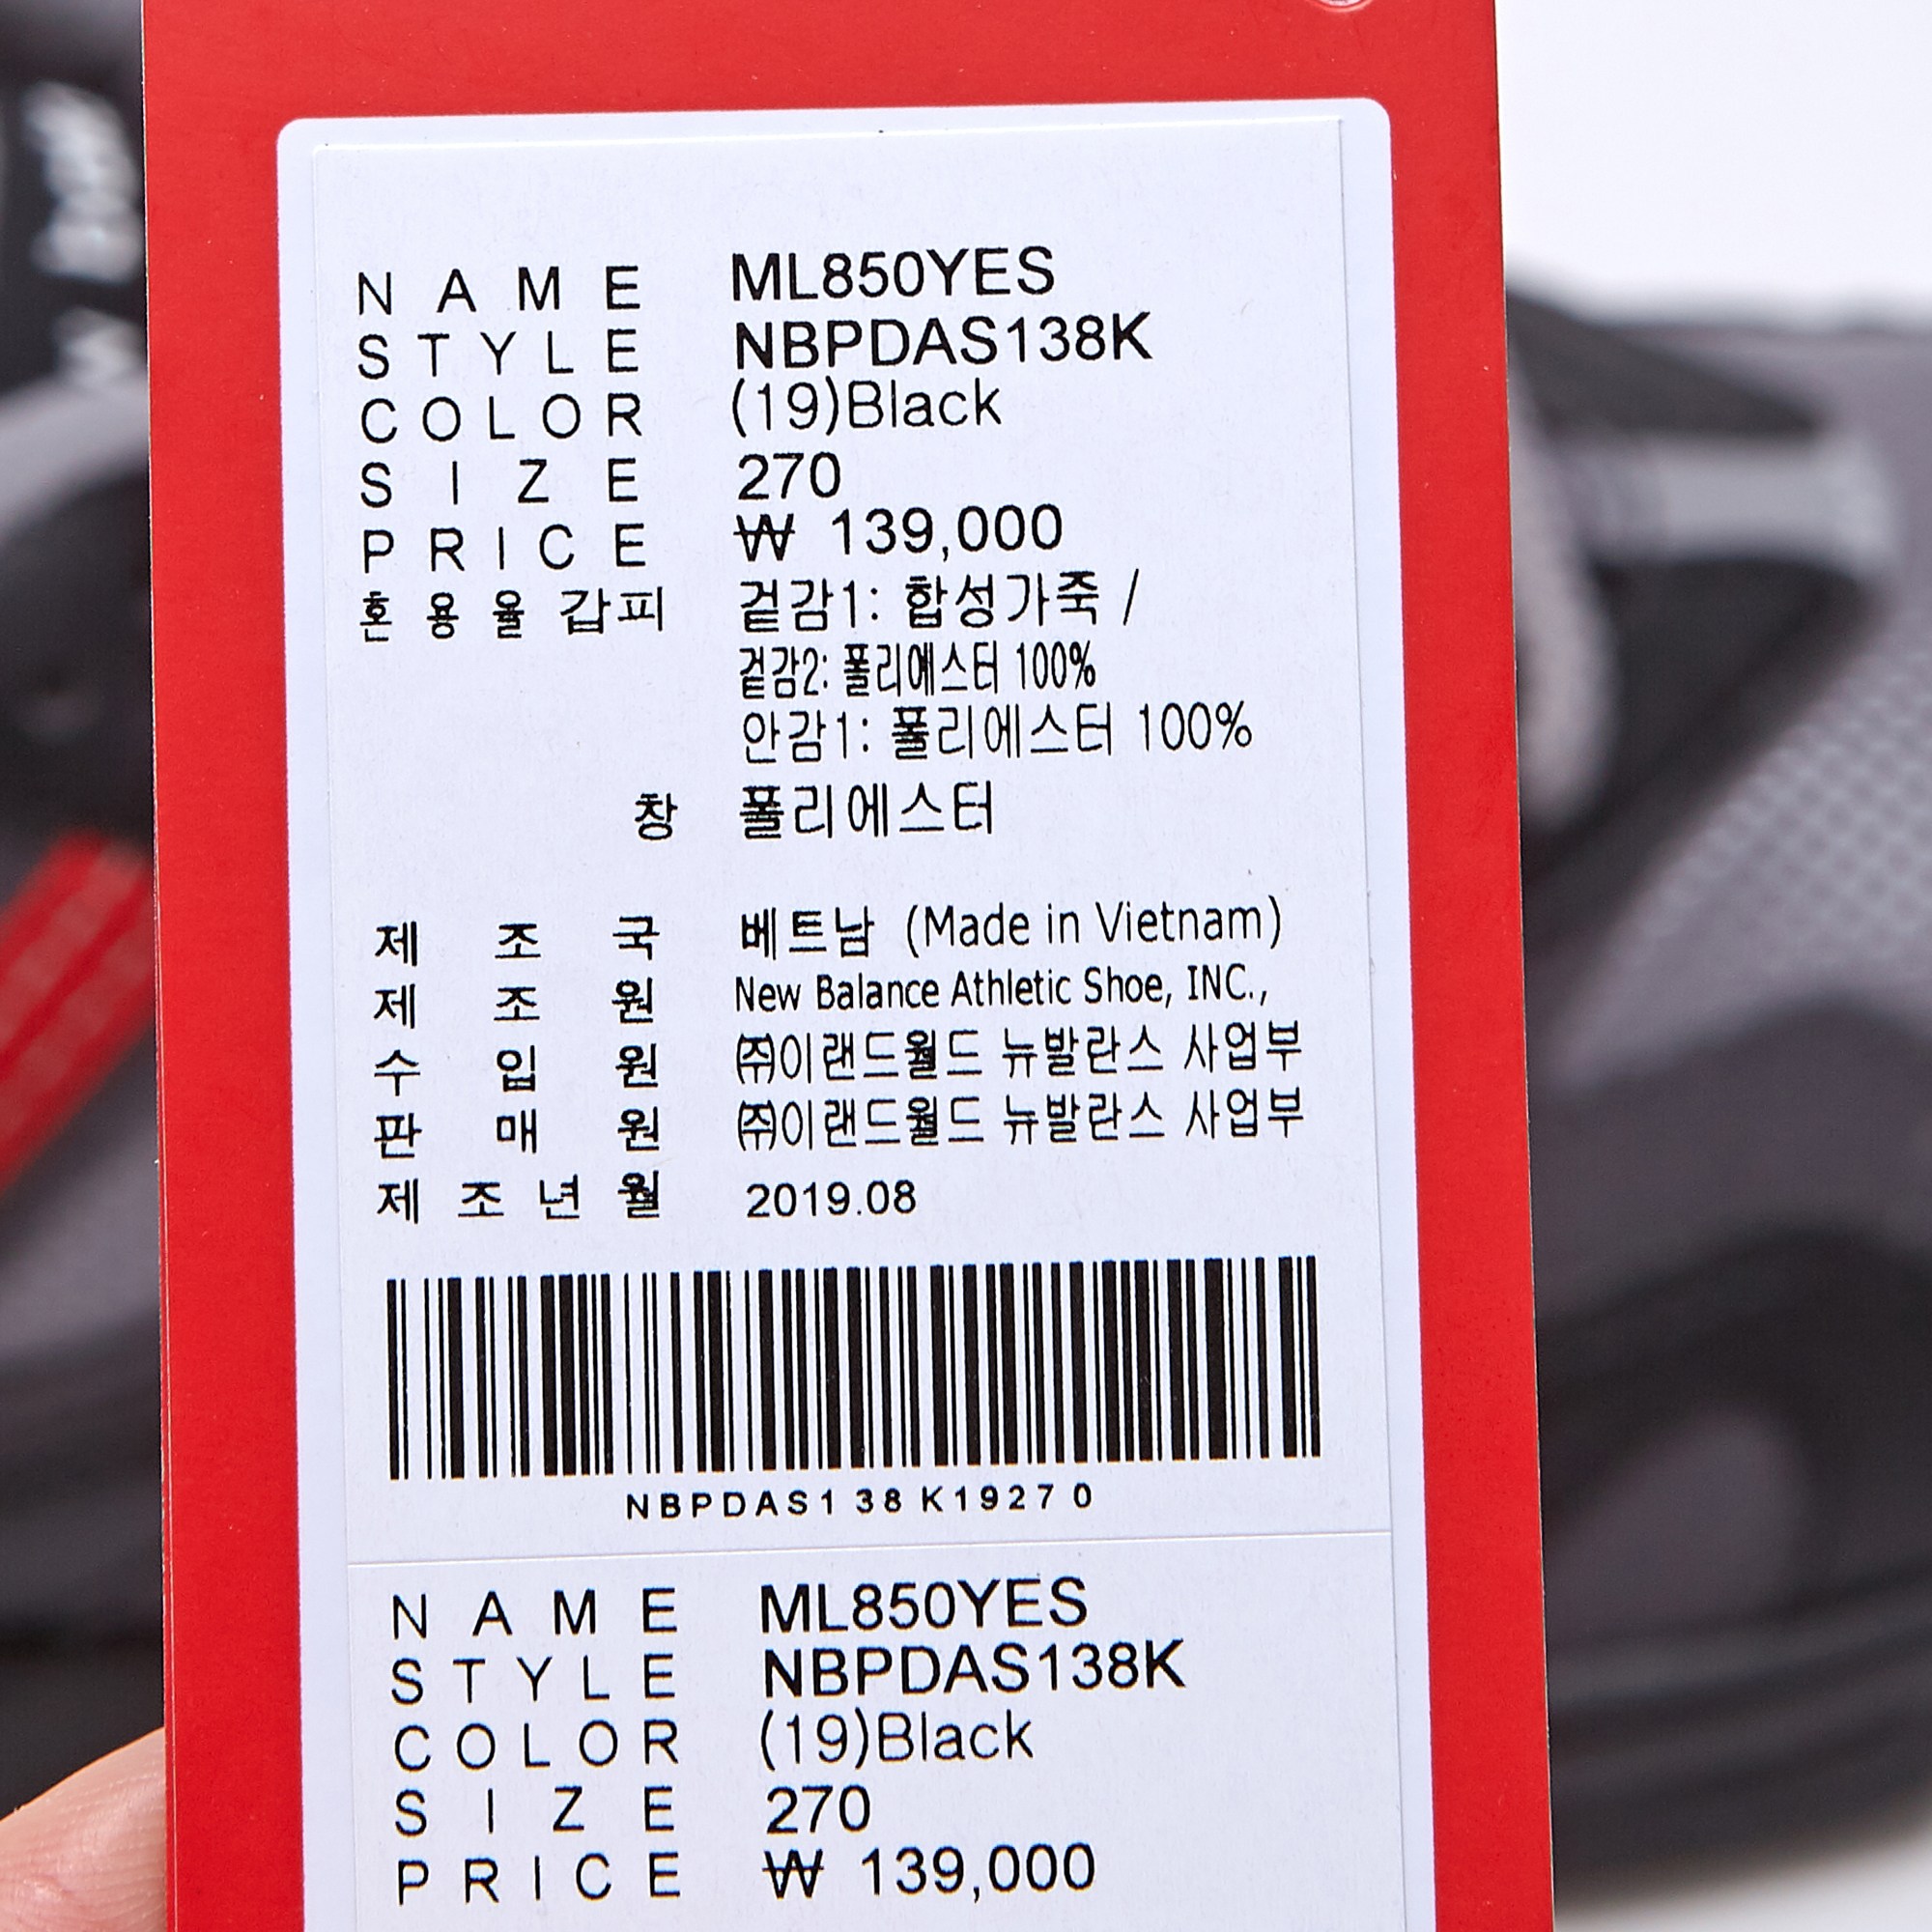 NAME ML850YES
STYLE NBPDAS138K
COLOR (19)Black
SIZE 270
PRICE ₩ 139,000
혼용율 갑피 겉감1: 합성가죽 /
겉감2: 폴리에스터 100%
안감1: 폴리에스터 100%
창 폴리에스터
제조국 베트남 (Made in Vietnam)
제조원 New Balance Athletic Shoe, INC.,
수입원 ㈜이랜드월드 뉴발란스 사업부
판매원 ㈜이랜드월드 뉴발란스 사업부
제조년월 2019.08
NBPDAS138K19270
NAME ML850YES
STYLE NBPDAS138K
COLOR (19)Black
SIZE 270
PRICE ₩ 139,000